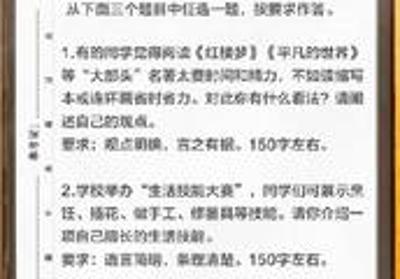 从下面三个题目中任选一题，按要求作答。
1.有的同学觉得阅读《红楼梦》《平凡的世界》
等“大部头”名著太费时间和精力，不如读缩写
本或连环画省时省力。对此你有什么看法？请阐
述自己的观点。
要求：观点明确，言之有据。150字左右。
2.学校举办“生活技能大赛”，同学们可展示烹
饪、插花、做手工、修器具等技能。请你介绍一
项自己擅长的生活技能。
要求：语言简明，条理清楚。150字左右。